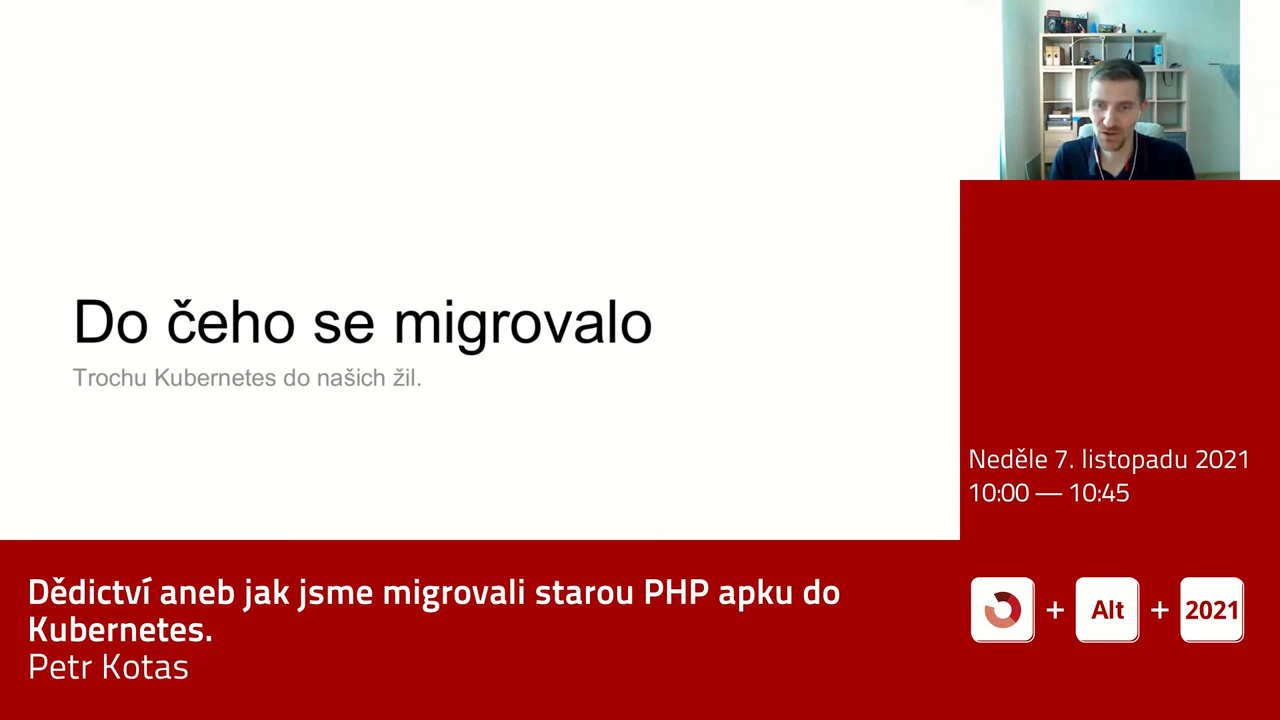 Do čeho se migrovalo
Trochu Kubernetes do našich žil.
Neděle 7. listopadu 2021
10:00 — 10:45
Dědictví aneb jak jsme migrovali starou PHP apku do
Kubernetes.
Petr Kotas
+ Alt + 2021